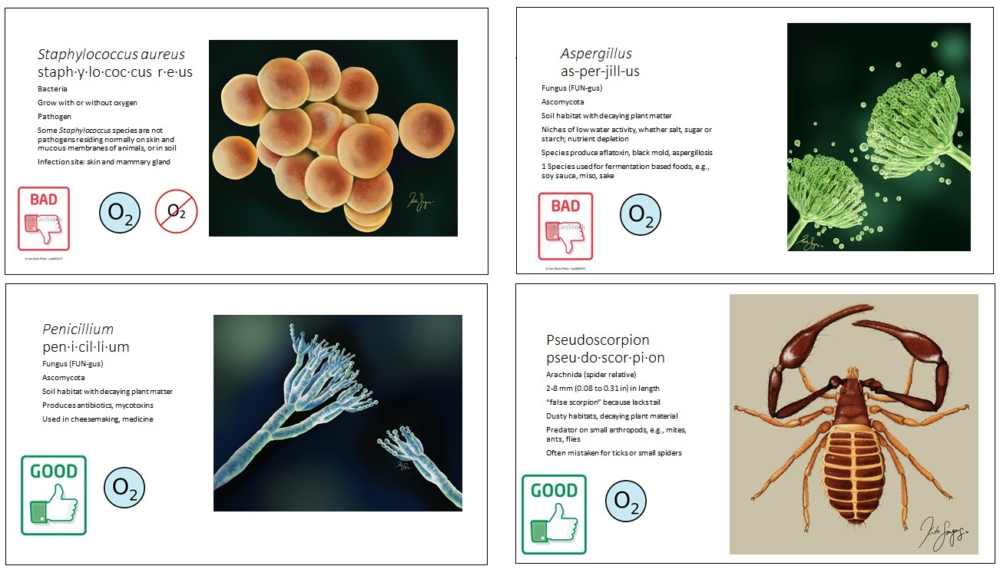 Staphylococcus aureus
staph·y·lo·coc·cus r·e·us
Bacteria
Grow with or without oxygen
Pathogen
Some Staphylococcus species are not
pathogens residing normally on skin and
mucous membranes of animals, or in soil
Infection site: skin and mammary gland
BAD
CanStock
O2
O2
© Can Stock Photo
Aspergillus
as-per-jill-us
Fungus (FUN-gus)
Ascomycota
Soil habitat with decaying plant matter
Niches of low water activity, whether salt, sugar or
starch; nutrient depletion
Species produce aflatoxin, black mold, aspergillosis
1 Species used for fermentation based foods, e.g.,
soy sauce, miso, sake
BAD
CanStock
O2
© Can Stock Photo
Penicillium
pen·i·cil·li·um
Fungus (FUN-gus)
Ascomycota
Soil habitat with decaying plant matter
Produces antibiotics, mycotoxins
Used in cheesemaking, medicine
GOOD
O2
Pseudoscorpion
pseu·do·scor·pi·on
Arachnida (spider relative)
2-8 mm (0.08 to 0.31 in) in length
“false scorpion” because lacks tail
Dusty habitats, decaying plant material
Predator on small arthropods, e.g., mites,
ants, flies
Often mistaken for ticks or small spiders
GOOD
O2